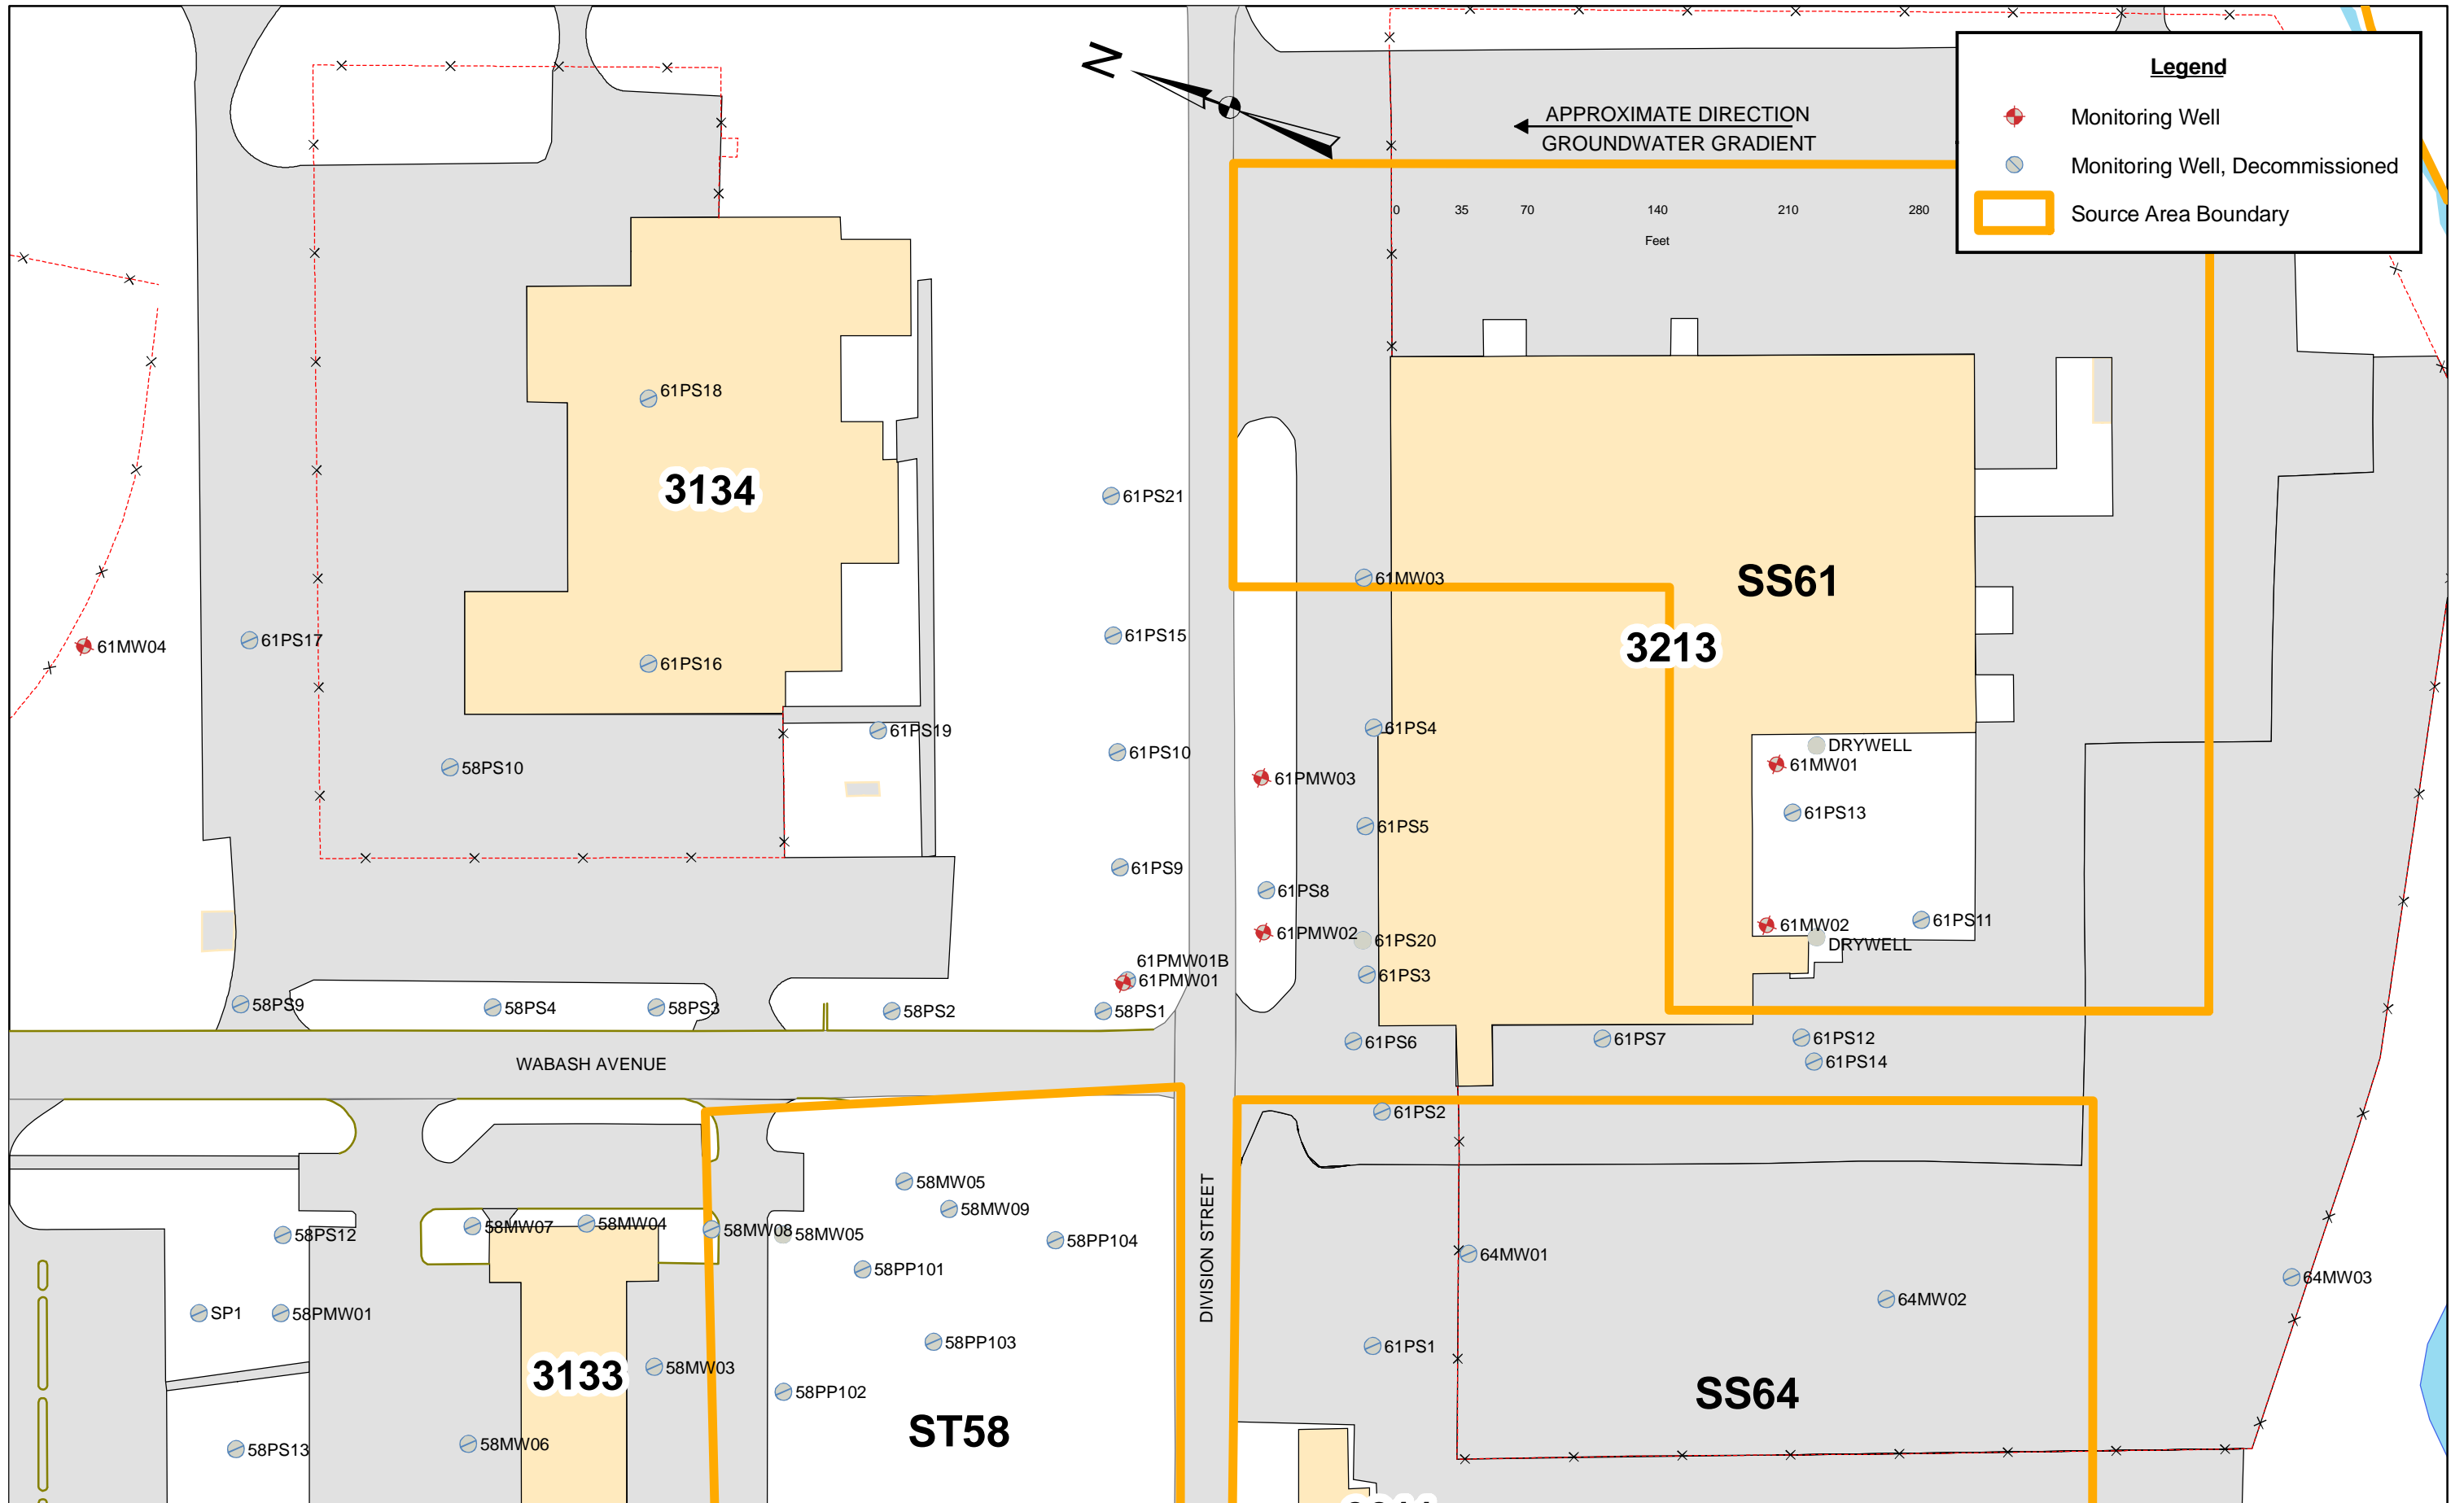 Legend
Monitoring Well
Monitoring Well, Decommissioned
Source Area Boundary
N
APPROXIMATE DIRECTION
GROUNDWATER GRADIENT
0 35 70 140 210 280
Feet
61PS18
3134
61PS21
61MW03
SS61
61MW04
61PS17
61PS16
61PS15
3213
61PS19
61PS4
DRYWELL
61PS10
58PS10
61PMW03
61MW01
61PS13
61PS5
61PS9
61PS8
61PMW02
61PS20
61MW02
61PS11
DRYWELL
61PMW01B
61PMW01
61PS3
58PS9
58PS4
58PS3
58PS2
58PS1
61PS6
61PS7
61PS12
61PS14
WABASH AVENUE
61PS2
58MW05
58MW09
58MW07
58MW04
58MW08
58MW05
58PS12
58PP104
DIVISION STREET
64MW01
58PP101
64MW03
64MW02
SP1
58PMW01
58PP103
61PS1
58MW03
3133
58PP102
SS64
ST58
58MW06
58PS13